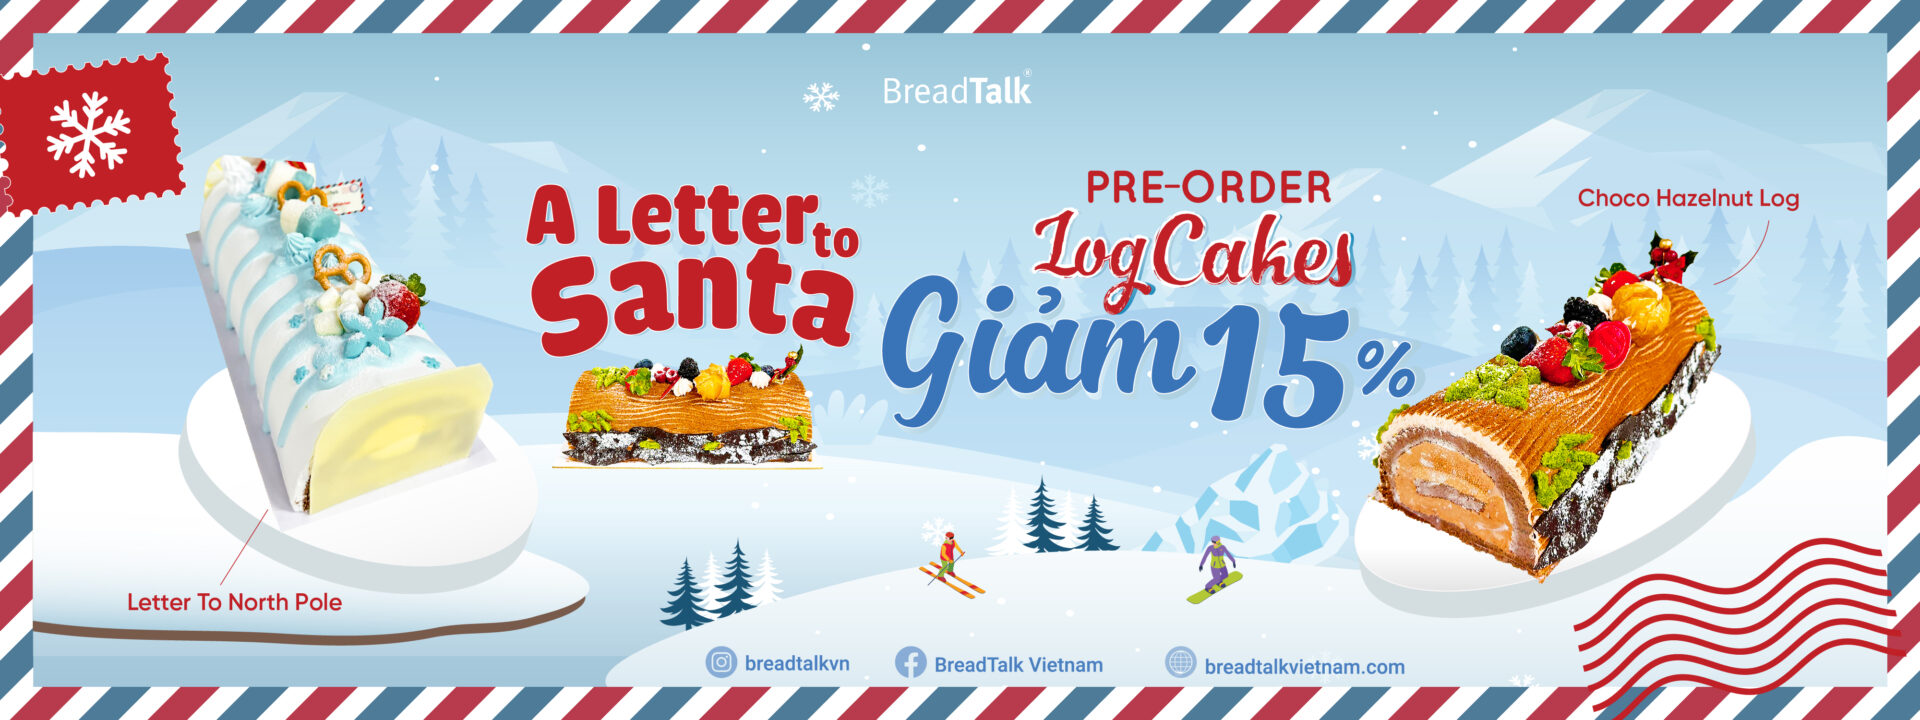 BreadTalk®
A Letter to
Santa
PRE-ORDER
Log Cakes
Giảm 15%
Choco Hazelnut Log
Letter To North Pole
breadtalkvn
BreadTalk Vietnam
breadtalkvietnam.com